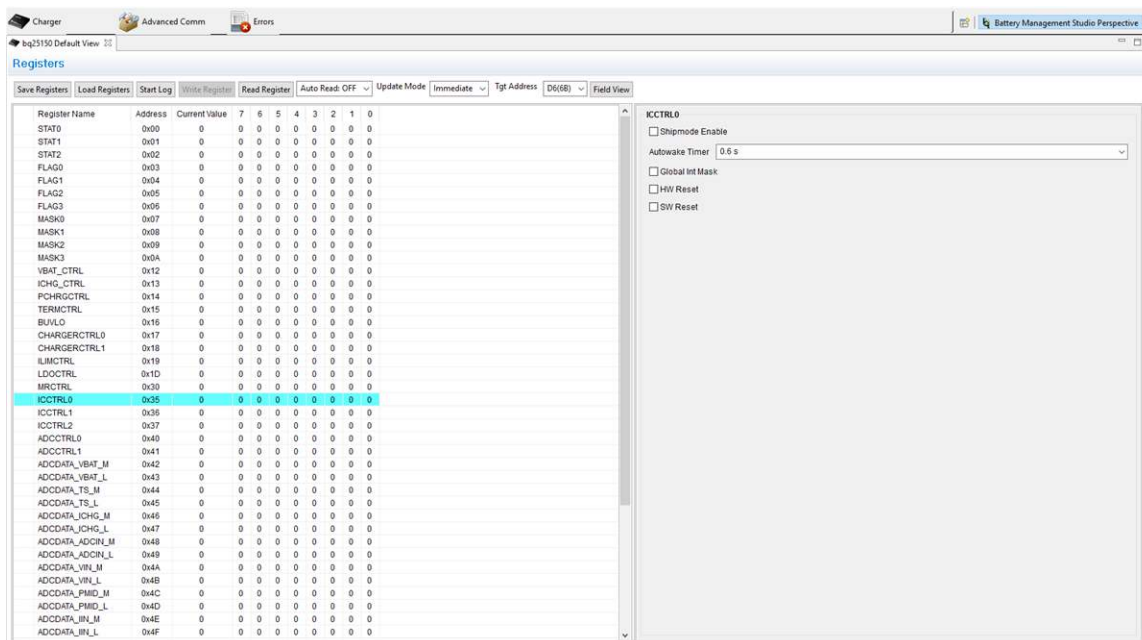 Charger Advanced Comm Errors Battery Management Studio Perspective
bq25150 Default View
Registers
Save Registers Load Registers Start Log Write Register Read Register Auto Read: OFF Update Mode Immediate Tgt Address D6(6B) Field View
Register Name Address Current Value 7 6 5 4 3 2 1 0
STAT0 0x00 0 0 0 0 0 0 0 0 0
STAT1 0x01 0 0 0 0 0 0 0 0 0
STAT2 0x02 0 0 0 0 0 0 0 0 0
FLAG0 0x03 0 0 0 0 0 0 0 0 0
FLAG1 0x04 0 0 0 0 0 0 0 0 0
FLAG2 0x05 0 0 0 0 0 0 0 0 0
FLAG3 0x06 0 0 0 0 0 0 0 0 0
MASK0 0x07 0 0 0 0 0 0 0 0 0
MASK1 0x08 0 0 0 0 0 0 0 0 0
MASK2 0x09 0 0 0 0 0 0 0 0 0
MASK3 0x0A 0 0 0 0 0 0 0 0 0
VBAT_CTRL 0x12 0 0 0 0 0 0 0 0 0
ICHG_CTRL 0x13 0 0 0 0 0 0 0 0 0
PCHRGCTRL 0x14 0 0 0 0 0 0 0 0 0
TERMCTRL 0x15 0 0 0 0 0 0 0 0 0
BUVLO 0x16 0 0 0 0 0 0 0 0 0
CHARGERCTRL0 0x17 0 0 0 0 0 0 0 0 0
CHARGERCTRL1 0x18 0 0 0 0 0 0 0 0 0
ILIMCTRL 0x19 0 0 0 0 0 0 0 0 0
LDOCTRL 0x1D 0 0 0 0 0 0 0 0 0
MRCTRL 0x30 0 0 0 0 0 0 0 0 0
ICCTRL0 0x35 0 0 0 0 0 0 0 0 0
ICCTRL1 0x36 0 0 0 0 0 0 0 0 0
ICCTRL2 0x37 0 0 0 0 0 0 0 0 0
ADCCTRL0 0x40 0 0 0 0 0 0 0 0 0
ADCCTRL1 0x41 0 0 0 0 0 0 0 0 0
ADCDATA_VBAT_M 0x42 0 0 0 0 0 0 0 0 0
ADCDATA_VBAT_L 0x43 0 0 0 0 0 0 0 0 0
ADCDATA_TS_M 0x44 0 0 0 0 0 0 0 0 0
ADCDATA_TS_L 0x45 0 0 0 0 0 0 0 0 0
ADCDATA_ICHG_M 0x46 0 0 0 0 0 0 0 0 0
ADCDATA_ICHG_L 0x47 0 0 0 0 0 0 0 0 0
ADCDATA_ADCIN_M 0x48 0 0 0 0 0 0 0 0 0
ADCDATA_ADCIN_L 0x49 0 0 0 0 0 0 0 0 0
ADCDATA_VIN_M 0x4A 0 0 0 0 0 0 0 0 0
ADCDATA_VIN_L 0x4B 0 0 0 0 0 0 0 0 0
ADCDATA_PMID_M 0x4C 0 0 0 0 0 0 0 0 0
ADCDATA_PMID_L 0x4D 0 0 0 0 0 0 0 0 0
ADCDATA_IIN_M 0x4E 0 0 0 0 0 0 0 0 0
ADCDATA_IIN_L 0x4F 0 0 0 0 0 0 0 0 0
ICCTRL0
Shipmode Enable
Autowake Timer 0.6 s
Global Int Mask
HW Reset
SW Reset